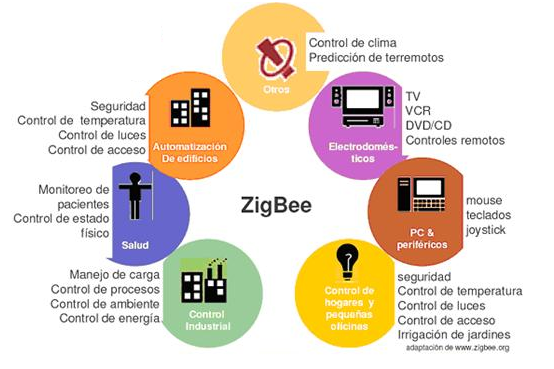 Control de clima
Predicción de terremotos
Otros
Seguridad
Control de temperatura
Control de luces
Control de acceso
Automatización
De edificios
TV
VCR
DVD/CD
Controles remotos
Electrodomés-
ticos
Monitoreo de
pacientes
Control de estado
físico
Salud
ZigBee
mouse
teclados
joystick
PC &
periféricos
Manejo de carga
Control de procesos
Control de ambiente
Control de energía
Control
Industrial
Control de
hogares y
pequeñas
oficinas
seguridad
Control de temperatura
Control de luces
Control de acceso
Irrigación de jardines
adaptación de www.zigbee.org